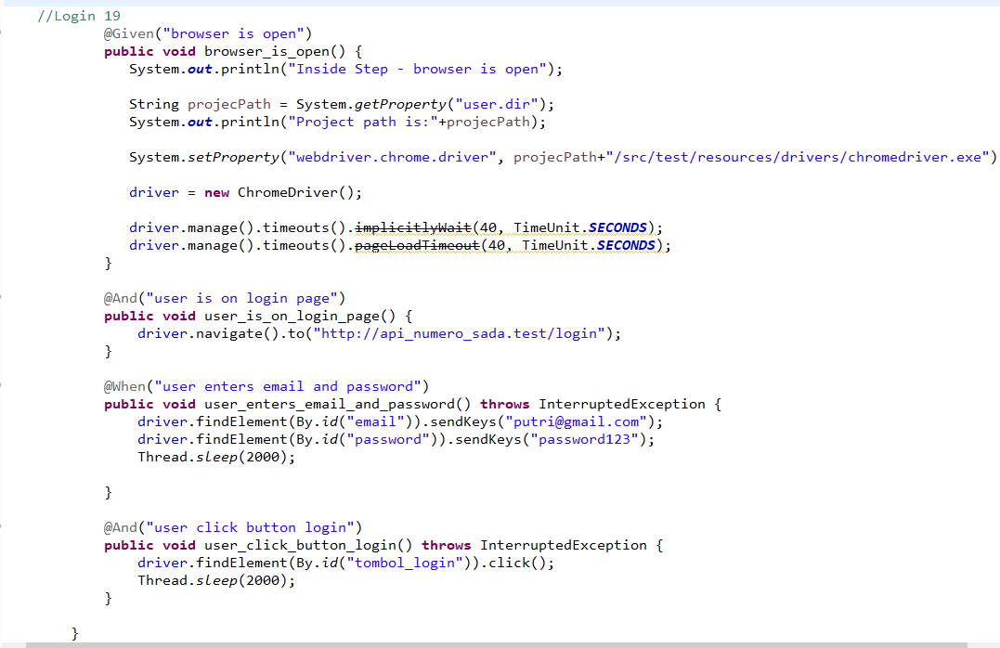 //Login 19
@Given("browser is open")
public void browser_is_open() {
System.out.println("Inside Step - browser is open");
String projecPath = System.getProperty("user.dir");
System.out.println("Project path is:"+projecPath);
System.setProperty("webdriver.chrome.driver", projecPath+"/src/test/resources/drivers/chromedriver.exe")
driver = new ChromeDriver();
driver.manage().timeouts().implicitlyWait(40, TimeUnit.SECONDS);
driver.manage().timeouts().pageLoadTimeout(40, TimeUnit.SECONDS);
}
@And("user is on login page")
public void user_is_on_login_page() {
driver.navigate().to("http://api_numero_sada.test/login");
}
@When("user enters email and password")
public void user_enters_email_and_password() throws InterruptedException {
driver.findElement(By.id("email")).sendKeys("putri@gmail.com");
driver.findElement(By.id("password")).sendKeys("password123");
Thread.sleep(2000);
}
@And("user click button login")
public void user_click_button_login() throws InterruptedException {
driver.findElement(By.id("tombol_login")).click();
Thread.sleep(2000);
}
}